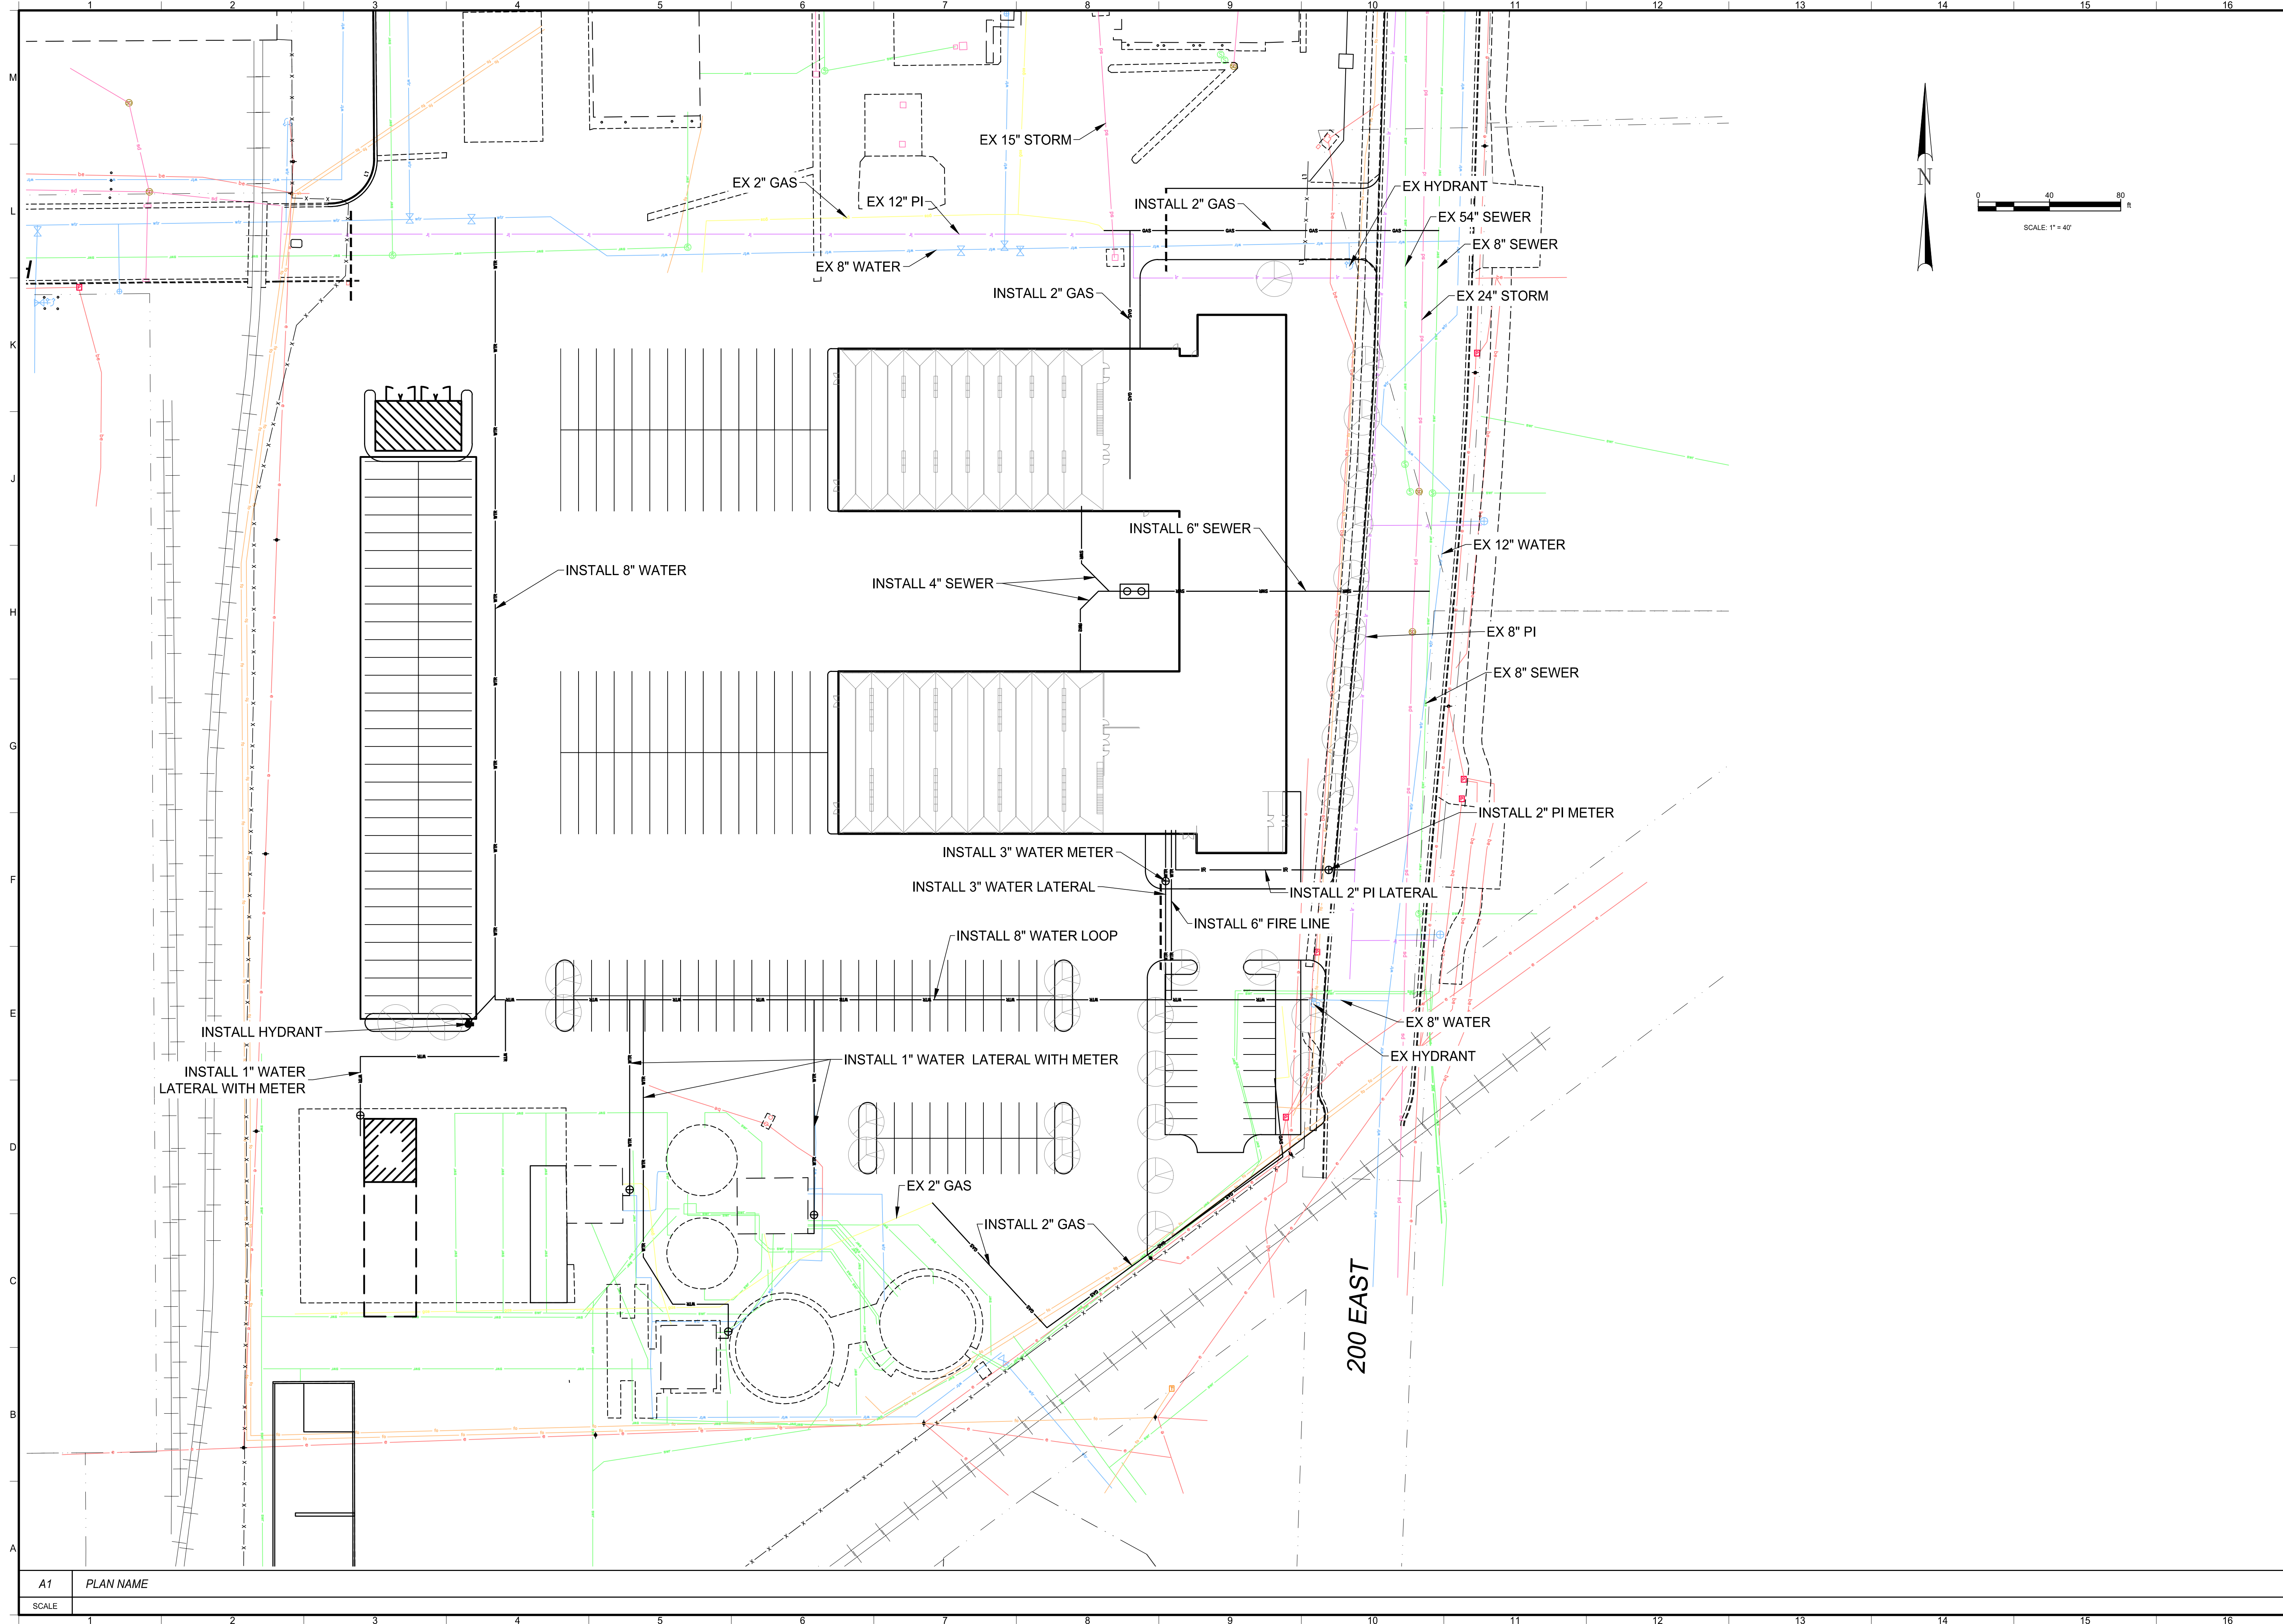 1 2 3 4 5 6 7 8 9 10 11 12 13 14 15 16
M
L
K
J
H
G
F
E
D
C
B
A
EX 15" STORM
EX 2" GAS
EX 12" PI
EX 8" WATER
INSTALL 2" GAS
EX HYDRANT
EX 54" SEWER
EX 8" SEWER
INSTALL 2" GAS
EX 24" STORM
N
0 40 80
ft
SCALE: 1" = 40'
INSTALL 6" SEWER
EX 12" WATER
INSTALL 8" WATER
INSTALL 4" SEWER
EX 8" PI
EX 8" SEWER
INSTALL 2" PI METER
INSTALL 3" WATER METER
INSTALL 3" WATER LATERAL
INSTALL 2" PI LATERAL
INSTALL 6" FIRE LINE
INSTALL 8" WATER LOOP
INSTALL HYDRANT
EX 8" WATER
EX HYDRANT
INSTALL 1" WATER LATERAL WITH METER
INSTALL 1" WATER
LATERAL WITH METER
EX 2" GAS
INSTALL 2" GAS
200 EAST
A1 PLAN NAME
SCALE
1 2 3 4 5 6 7 8 9 10 11 12 13 14 15 16